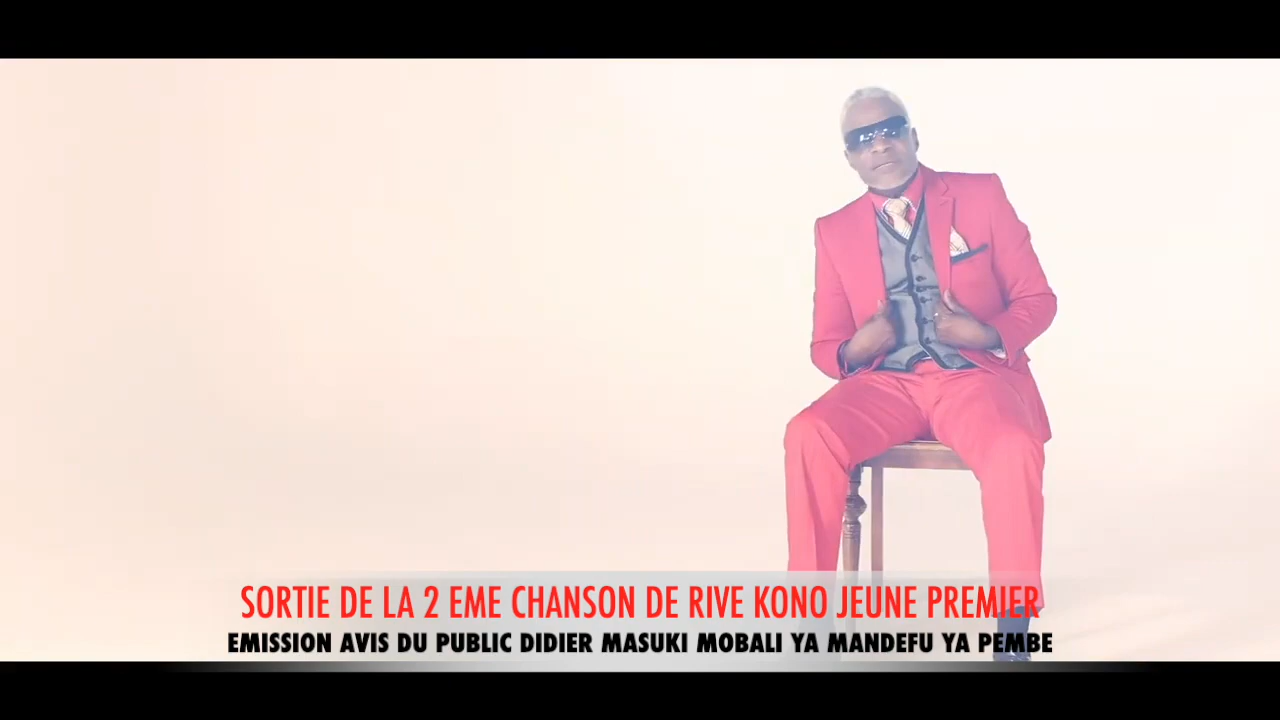 SORTIE DE LA 2 EME CHANSON DE RIVE KONO JEUNE PREMIER
EMISSION AVIS DU PUBLIC DIDIER MASUKI MOBALI YA MANDEFU YA PEMBE